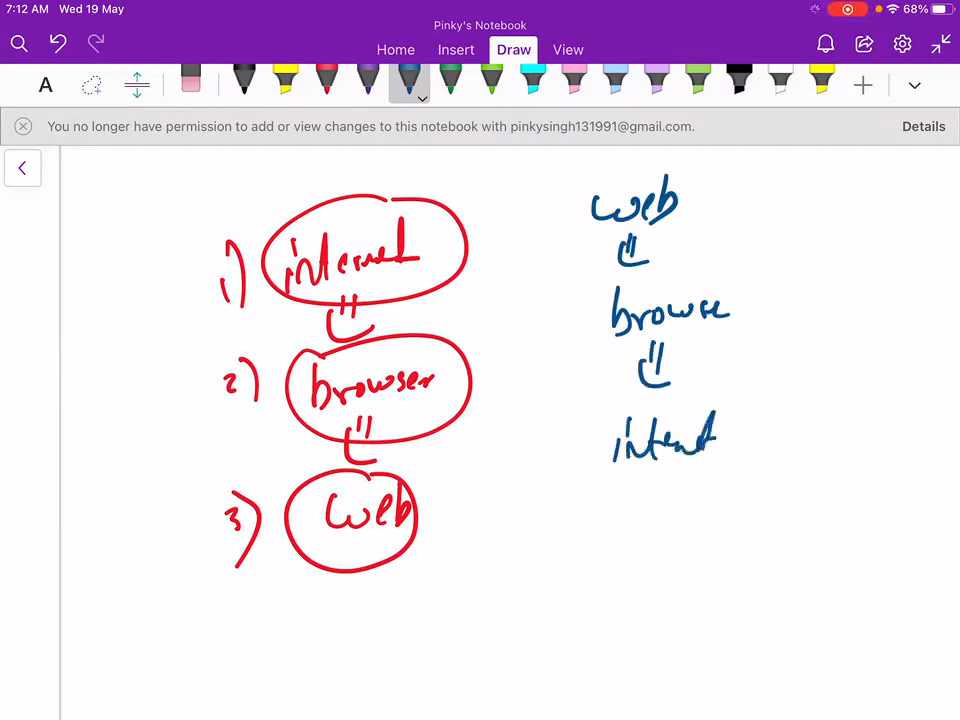 7:12 AM Wed 19 May
68%
Pinky's Notebook
Home Insert Draw View
A
You no longer have permission to add or view changes to this notebook with pinkysingh131991@gmail.com. Details
1) internet
2) browser
3) web
web
browse
intent